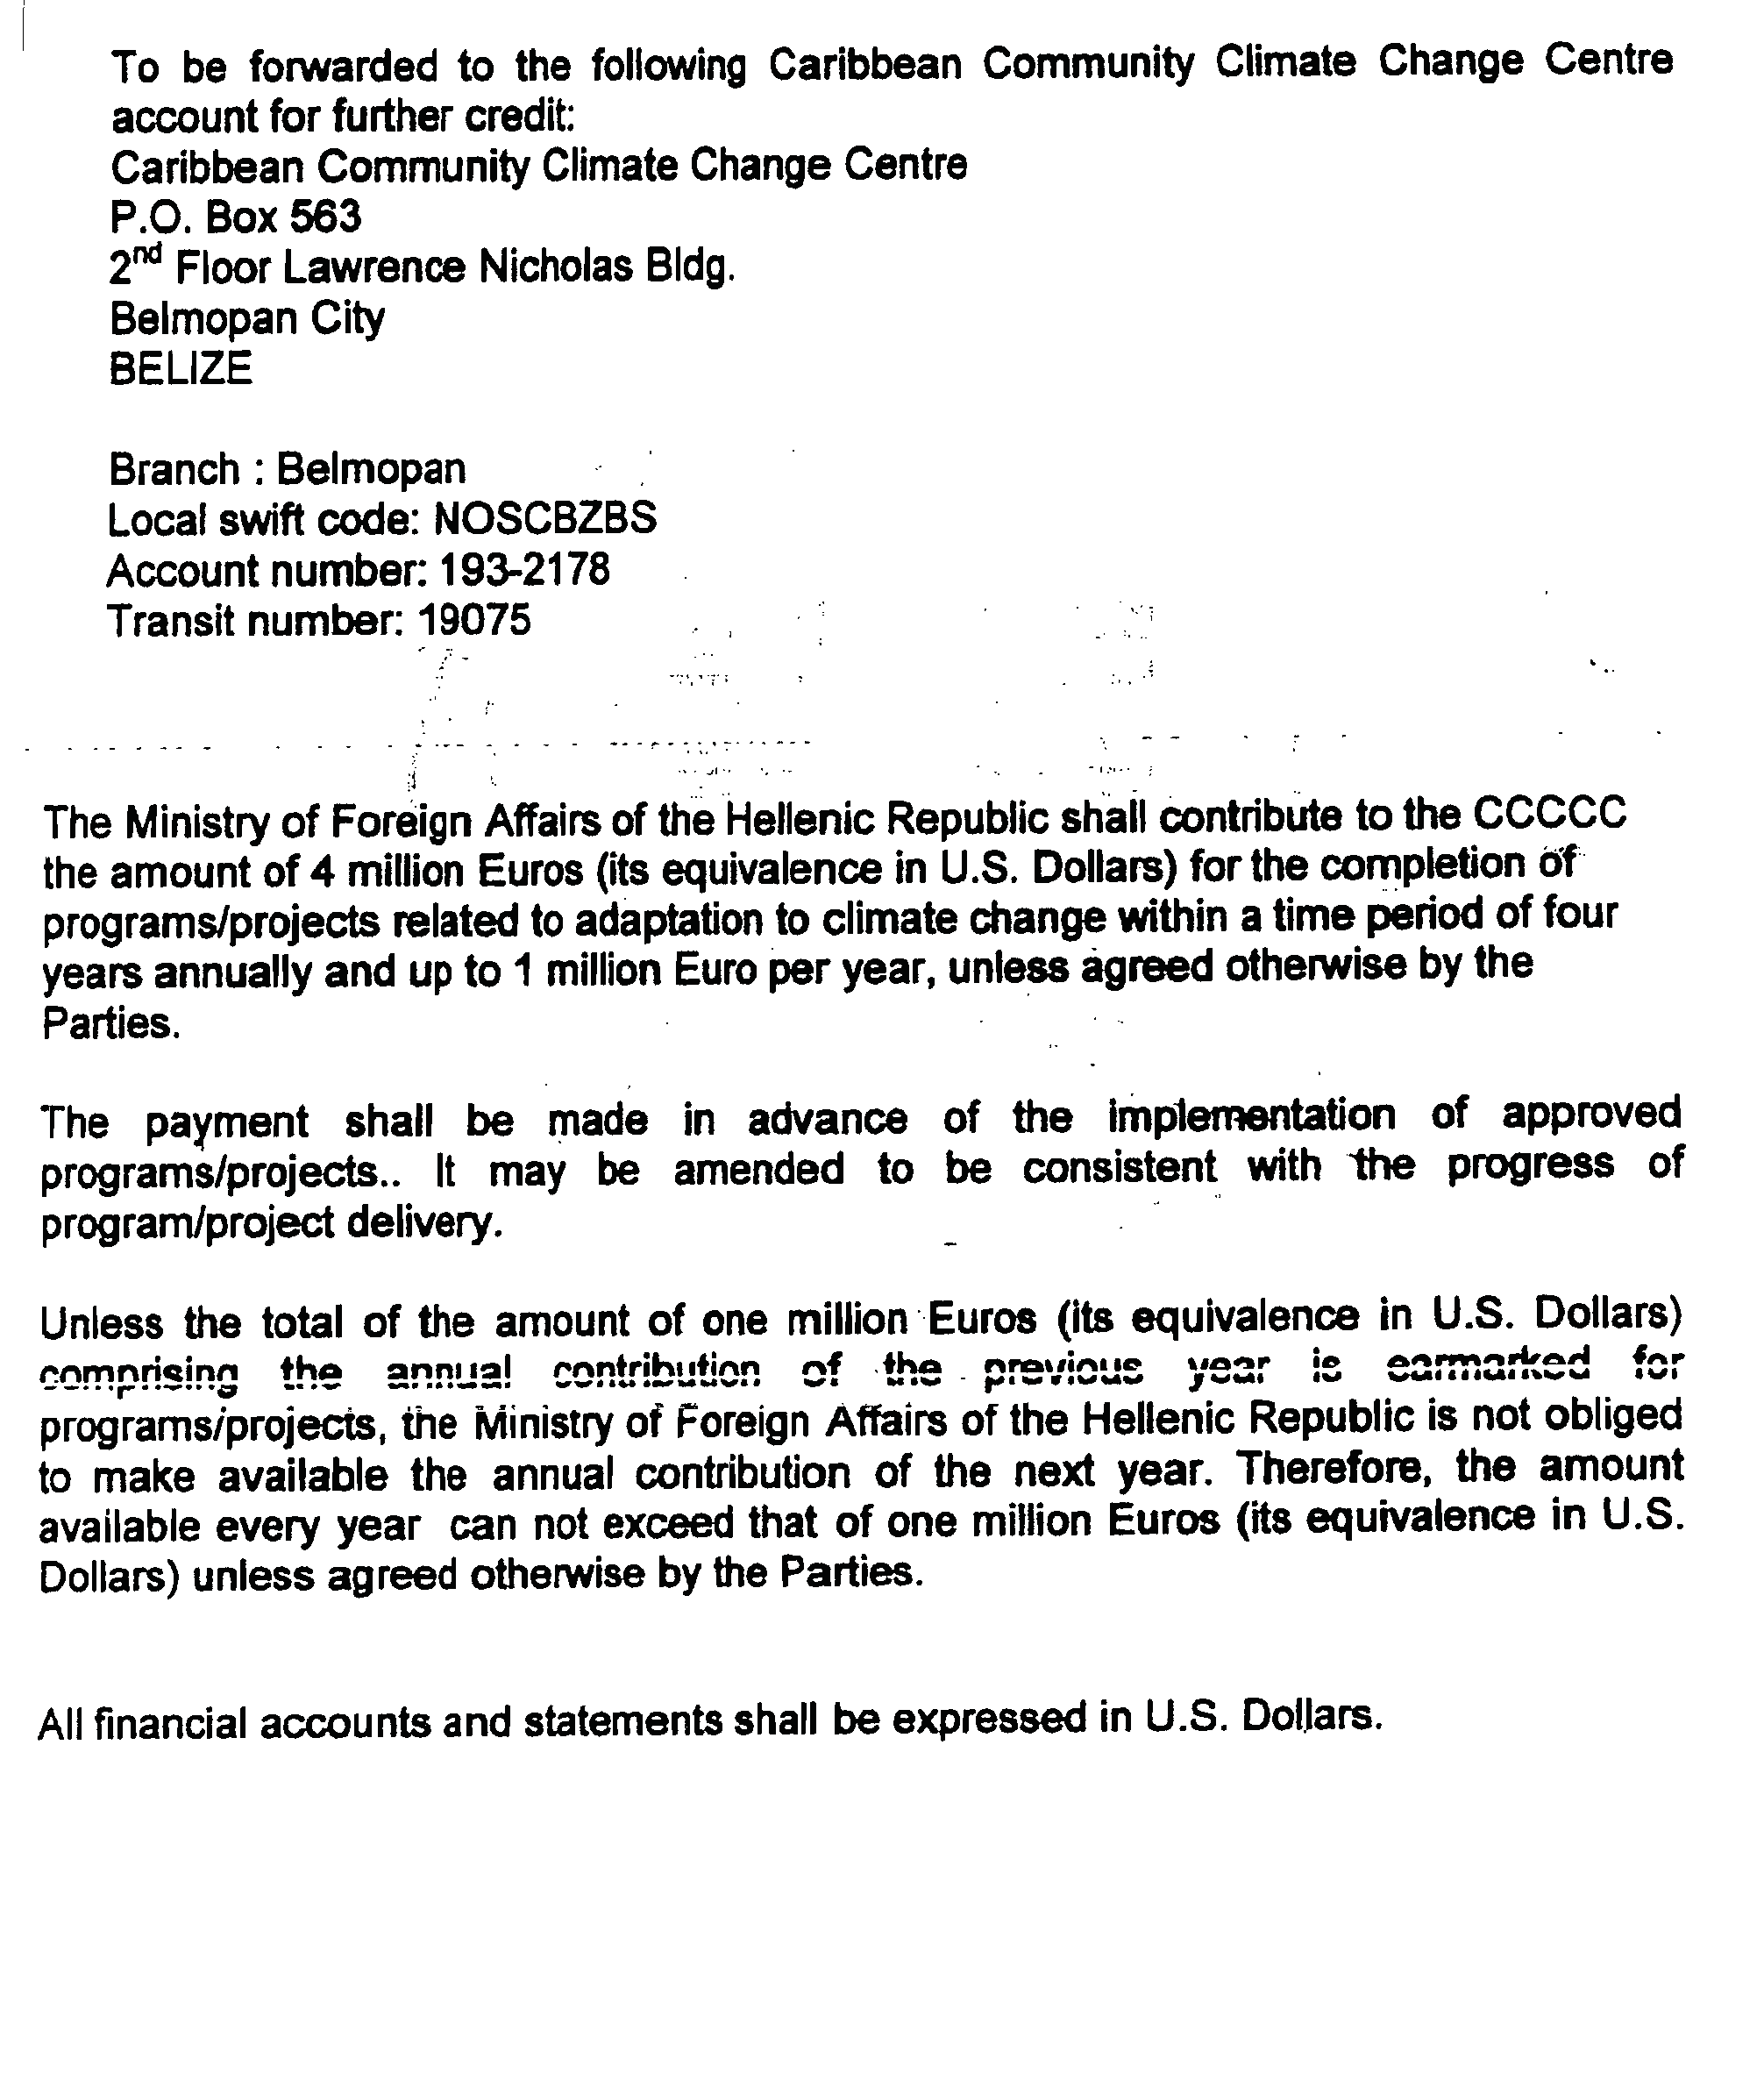 To be forwarded to the following Caribbean Community Climate Change Centre
account for further credit:
Caribbean Community Climate Change Centre
P.O. Box 563
2nd Floor Lawrence Nicholas Bldg.
Belmopan City
BELIZE
Branch : Belmopan
Local swift code: NOSCBZBS
Account number: 193-2178
Transit number: 19075
The Ministry of Foreign Affairs of the Hellenic Republic shall contribute to the CCCCC
the amount of 4 million Euros (its equivalence in U.S. Dollars) for the completion of
programs/projects related to adaptation to climate change within a time period of four
years annually and up to 1 million Euro per year, unless agreed otherwise by the
Parties.
The payment shall be made in advance of the implementation of approved
programs/projects.. It may be amended to be consistent with the progress of
program/project delivery.
Unless the total of the amount of one million Euros (its equivalence in U.S. Dollars)
comprising the annual contribution of the previous year is earmarked for
programs/projects, the Ministry of Foreign Affairs of the Hellenic Republic is not obliged
to make available the annual contribution of the next year. Therefore, the amount
available every year can not exceed that of one million Euros (its equivalence in U.S.
Dollars) unless agreed otherwise by the Parties.
All financial accounts and statements shall be expressed in U.S. Dollars.